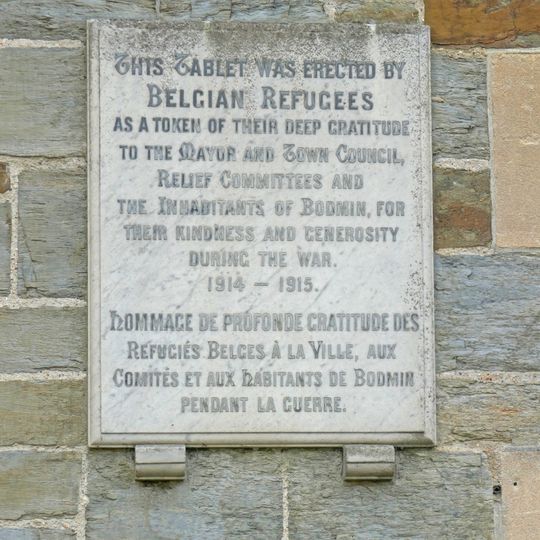 This Tablet was erected by
Belgian Refugees
as a token of their deep gratitude
to the Mayor and Town Council,
Relief Committees and
the Inhabitants of Bodmin, for
their kindness and generosity
during the war.
1914 — 1915.
Hommage de profonde gratitude des
Refugiés Belges à la Ville, aux
Comités et aux habitants de Bodmin
pendant la guerre.